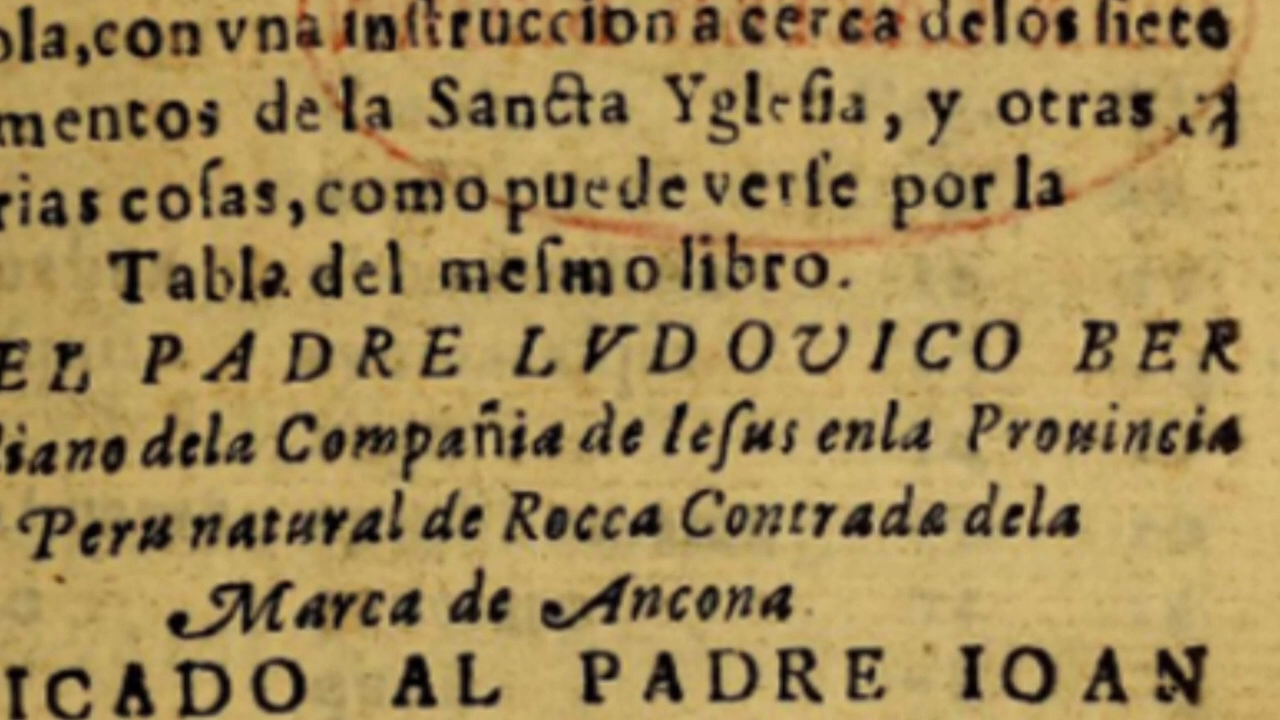 ola,con vna instruccion a cerca delos siete
mentos de la Sancta Yglesia, y otras
rias cosas, como puede verse por la
Tabla del mesmo libro.
EL PADRE LVDOVICO BER
liano dela Compañia de Iesus enla Prouincia
Peru natural de Rocca Contrada dela
Marca de Ancona
ICADO AL PADRE IOAN